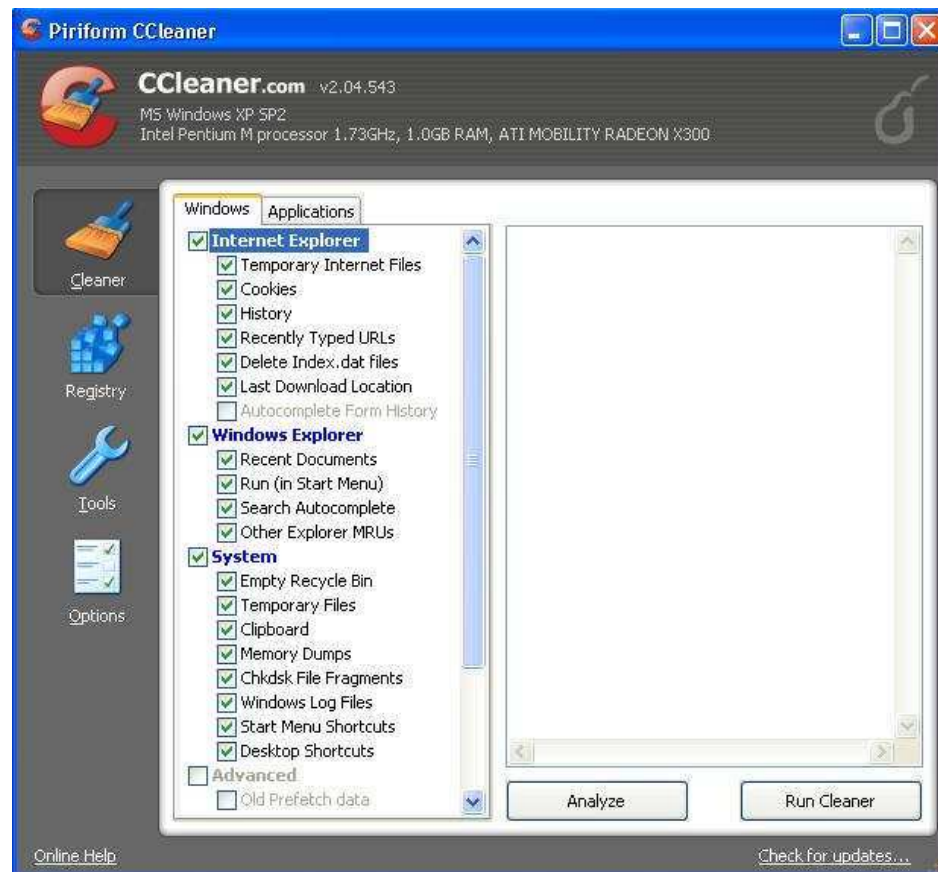 Piriform CCleaner
CCleaner.com v2.04.543
MS Windows XP SP2
Intel Pentium M processor 1.73GHz, 1.0GB RAM, ATI MOBILITY RADEON X300
Cleaner
Registry
Tools
Options
Windows
Applications
Internet Explorer
Temporary Internet Files
Cookies
History
Recently Typed URLs
Delete Index.dat files
Last Download Location
Autocomplete Form History
Windows Explorer
Recent Documents
Run (in Start Menu)
Search Autocomplete
Other Explorer MRUs
System
Empty Recycle Bin
Temporary Files
Clipboard
Memory Dumps
Chkdsk File Fragments
Windows Log Files
Start Menu Shortcuts
Desktop Shortcuts
Advanced
Old Prefetch data
Analyze
Run Cleaner
Online Help
Check for updates...